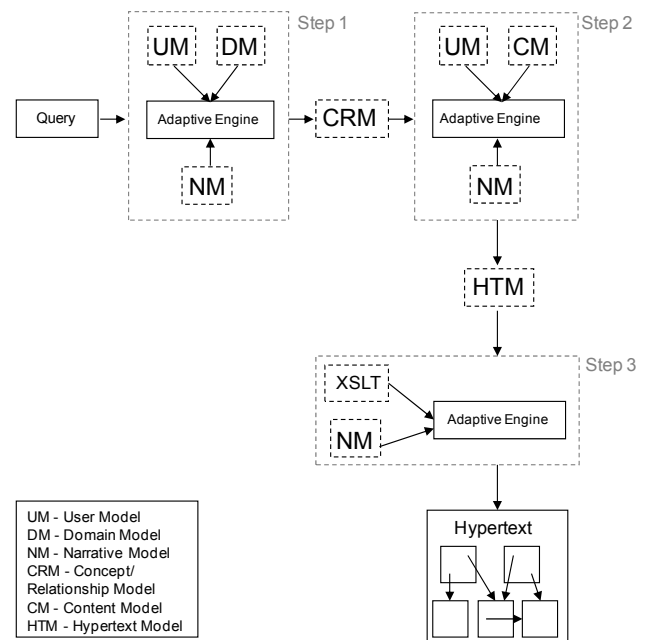 Step 1
UM DM
Query
Adaptive Engine
NM
CRM
Step 2
UM CM
Adaptive Engine
NM
HTM
Step 3
XSLT
Adaptive Engine
NM
Hypertext
UM - User Model
DM - Domain Model
NM - Narrative Model
CRM - Concept/
Relationship Model
CM - Content Model
HTM - Hypertext Model